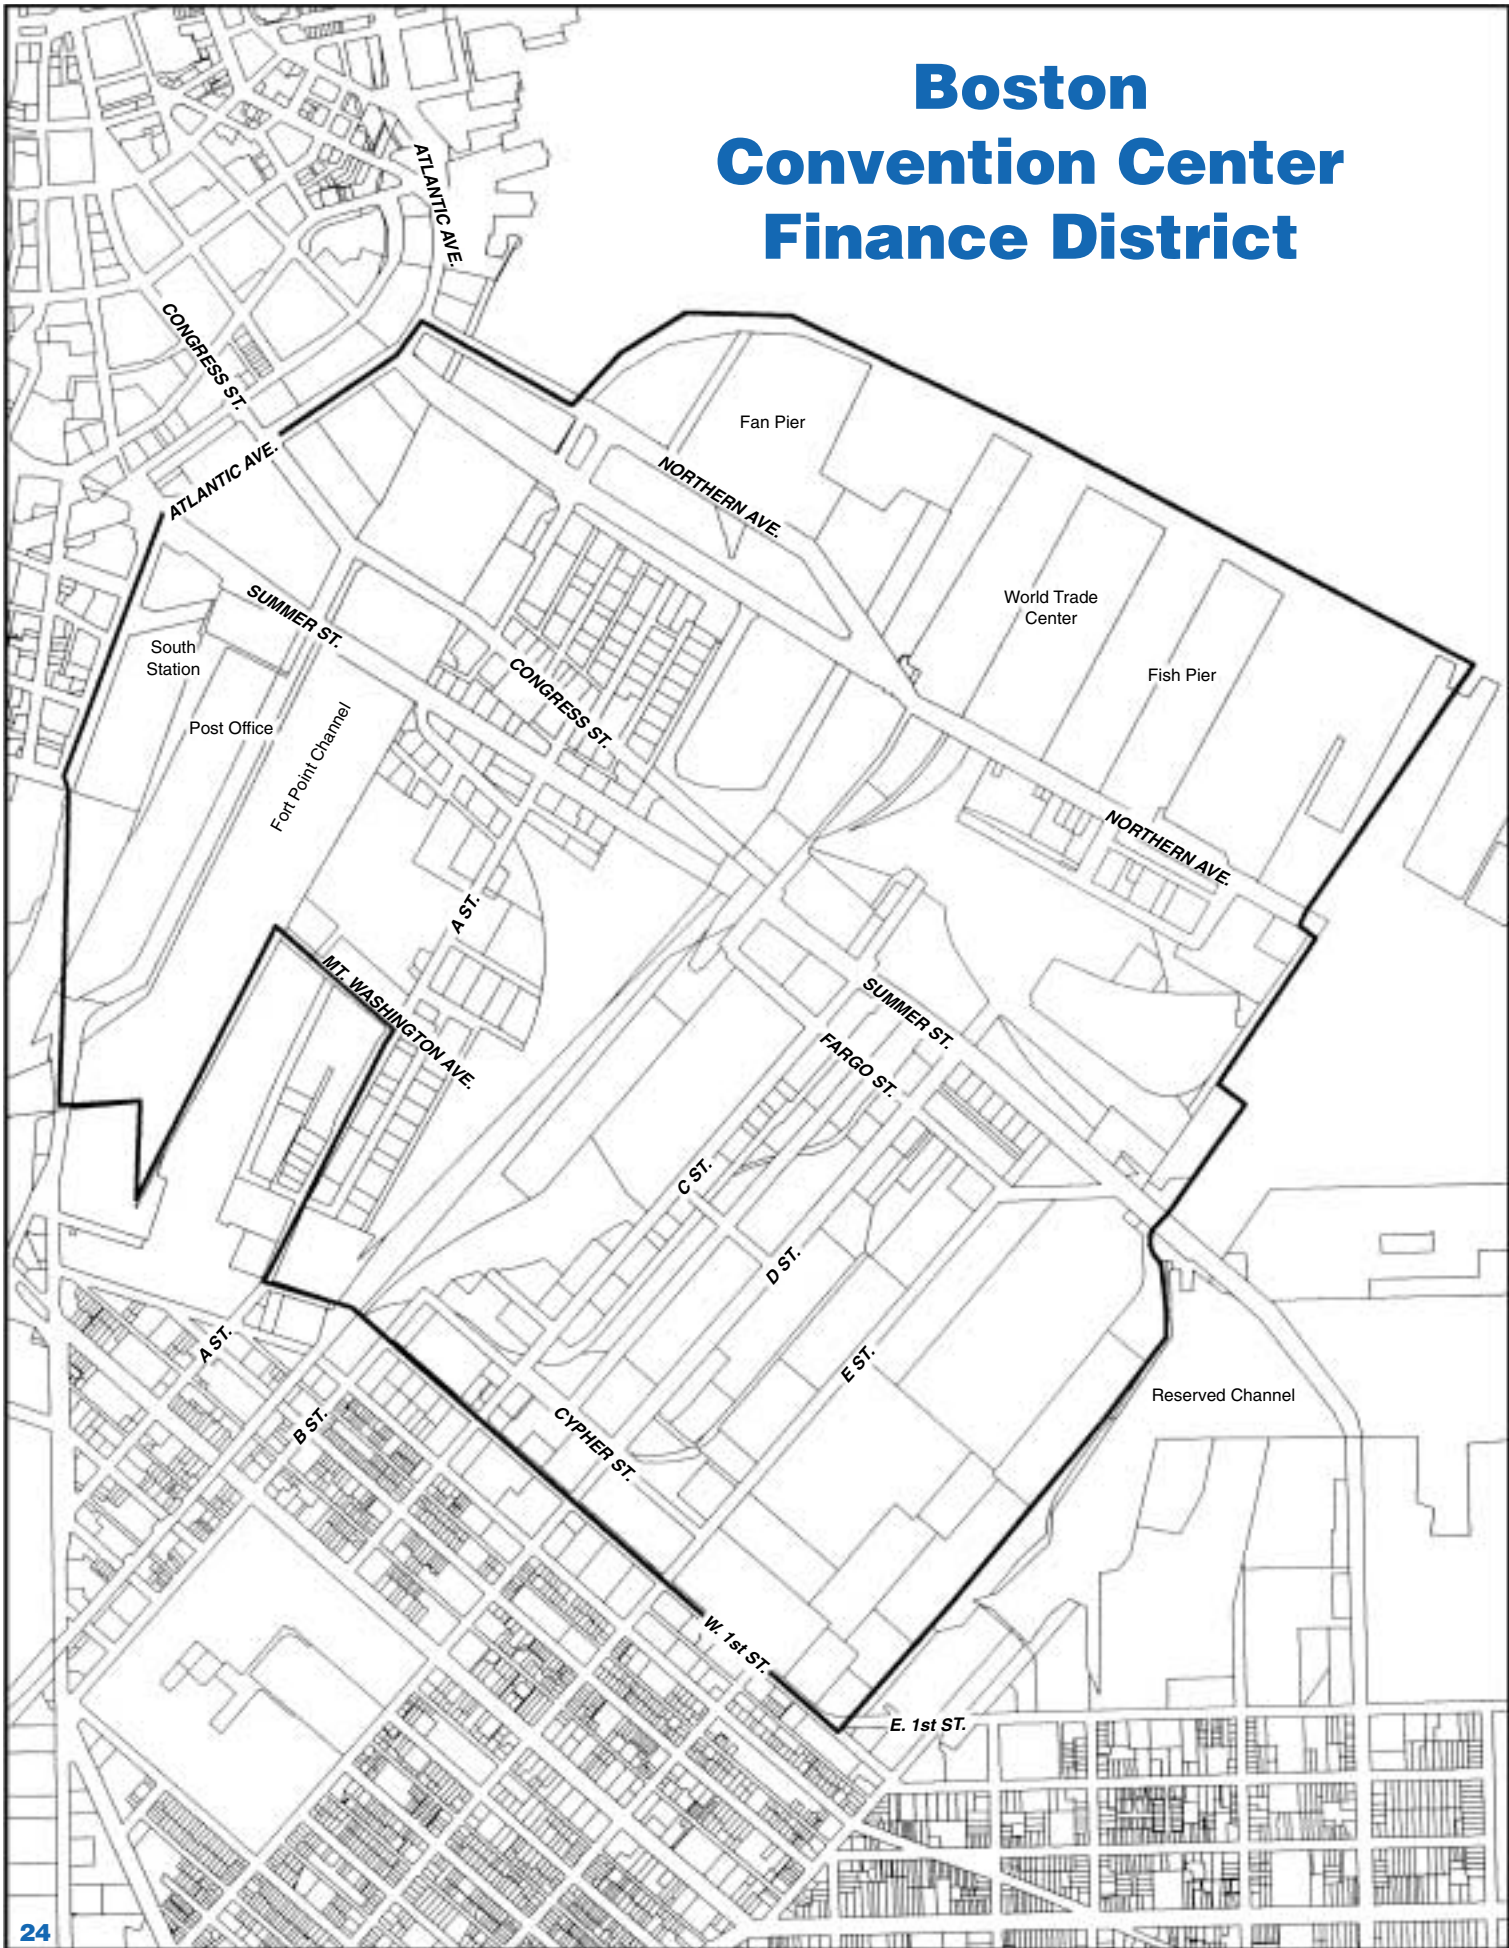 Boston
Convention Center
Finance District
ATLANTIC AVE.
CONGRESS ST.
ATLANTIC AVE.
Fan Pier
NORTHERN AVE.
SUMMER ST.
World Trade
Center
South
Station
CONGRESS ST.
Fish Pier
Post Office
Fort Point Channel
NORTHERN AVE.
A ST.
MT. WASHINGTON AVE.
SUMMER ST.
FARGO ST.
C ST.
D ST.
A ST.
E ST.
Reserved Channel
B ST.
CYPHER ST.
W. 1st ST.
E. 1st ST.
24